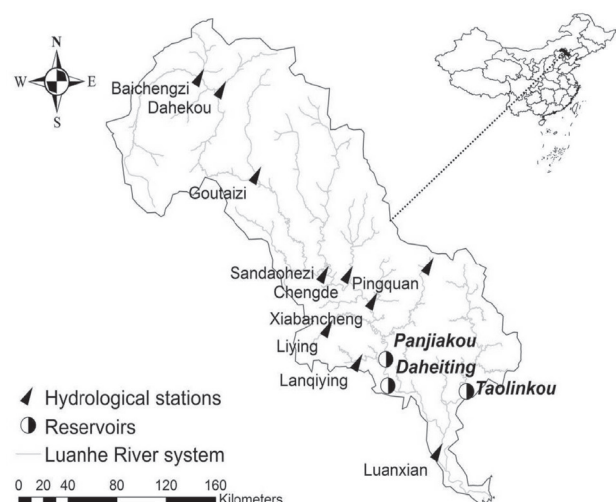 N
W E
S
Baichengzi
Dahekou
Goutaizi
Sandaohezi
Chengde
Pingquan
Xiabancheng
Liying
Panjiakou
Daheiting
Lanqiying
Taolinkou
Hydrological stations
Reservoirs
Luanhe River system
Luanxian
0 20 40 80 120 160
Kilometers